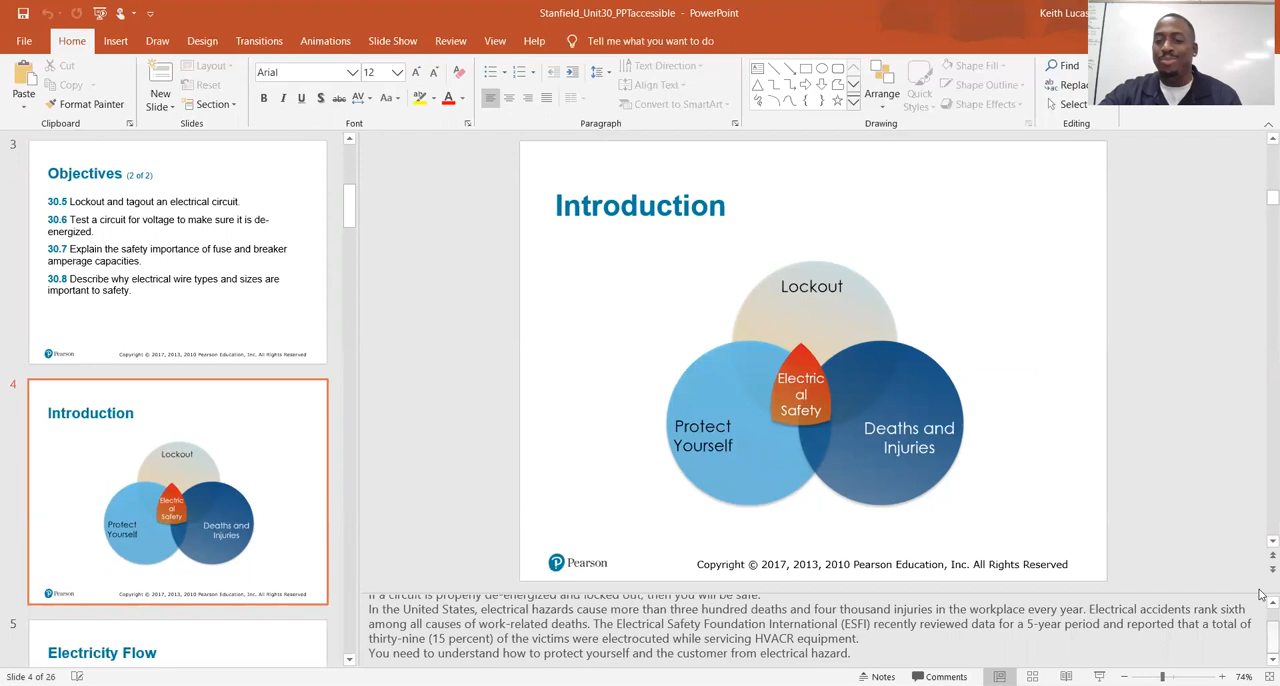 Stanfield_Unit30_PPTaccessible - PowerPoint
Keith Lucas
File Home Insert Draw Design Transitions Animations Slide Show Review View Help Tell me what you want to do
Paste
Cut
Copy
Format Painter
Clipboard
New
Slide
Layout
Reset
Section
Slides
Arial 12
Font
Text Direction
Align Text
Convert to SmartArt
Paragraph
Arrange
Quick
Styles
Shape Fill
Shape Outline
Shape Effects
Drawing
Find
Replac
Select
Editing
3
Objectives (2 of 2)
30.5 Lockout and tagout an electrical circuit.
30.6 Test a circuit for voltage to make sure it is de-
energized.
30.7 Explain the safety importance of fuse and breaker
amperage capacities.
30.8 Describe why electrical wire types and sizes are
important to safety.
Pearson
Copyright © 2017, 2013, 2010 Pearson Education, Inc. All Rights Reserved
4
Introduction
Lockout
Electric
al
Safety
Protect
Yourself
Deaths and
Injuries
Pearson
Copyright © 2017, 2013, 2010 Pearson Education, Inc. All Rights Reserved
5
Electricity Flow
Introduction
Lockout
Electric
al
Safety
Protect
Yourself
Deaths and
Injuries
Pearson
Copyright © 2017, 2013, 2010 Pearson Education, Inc. All Rights Reserved
If a circuit is properly de-energized and locked out, then you will be safe.
In the United States, electrical hazards cause more than three hundred deaths and four thousand injuries in the workplace every year. Electrical accidents rank sixth
among all causes of work-related deaths. The Electrical Safety Foundation International (ESFI) recently reviewed data for a 5-year period and reported that a total of
thirty-nine (15 percent) of the victims were electrocuted while servicing HVACR equipment.
You need to understand how to protect yourself and the customer from electrical hazard.
Slide 4 of 26
Notes
Comments
74%